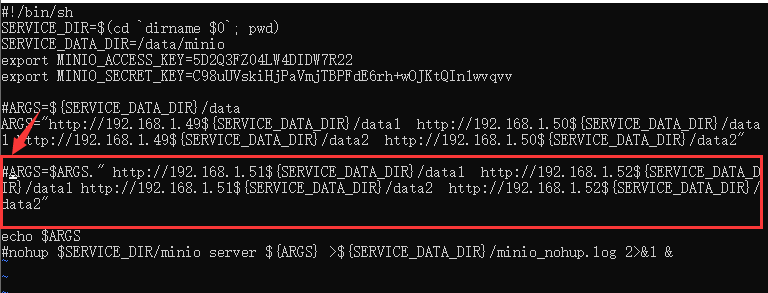 #!/bin/sh
SERVICE_DIR=$(cd `dirname $0`; pwd)
SERVICE_DATA_DIR=/data/minio
export MINIO_ACCESS_KEY=5D2Q3FZ04LW4DIDW7R22
export MINIO_SECRET_KEY=C98uUVskiHjPaVmjTBPFdE6rh+wOJKtQIn1wvqvv
#ARGS=${SERVICE_DATA_DIR}/data
ARGS="http://192.168.1.49${SERVICE_DATA_DIR}/data1  http://192.168.1.50${SERVICE_DATA_DIR}/data
1 http://192.168.1.49${SERVICE_DATA_DIR}/data2  http://192.168.1.50${SERVICE_DATA_DIR}/data2"
#ARGS=$ARGS." http://192.168.1.51${SERVICE_DATA_DIR}/data1  http://192.168.1.52${SERVICE_DATA_D
IR}/data1 http://192.168.1.51${SERVICE_DATA_DIR}/data2  http://192.168.1.52${SERVICE_DATA_DIR}/
data2"
echo $ARGS
#nohup $SERVICE_DIR/minio server ${ARGS} >${SERVICE_DATA_DIR}/minio_nohup.log 2>&1 &
~
~
~